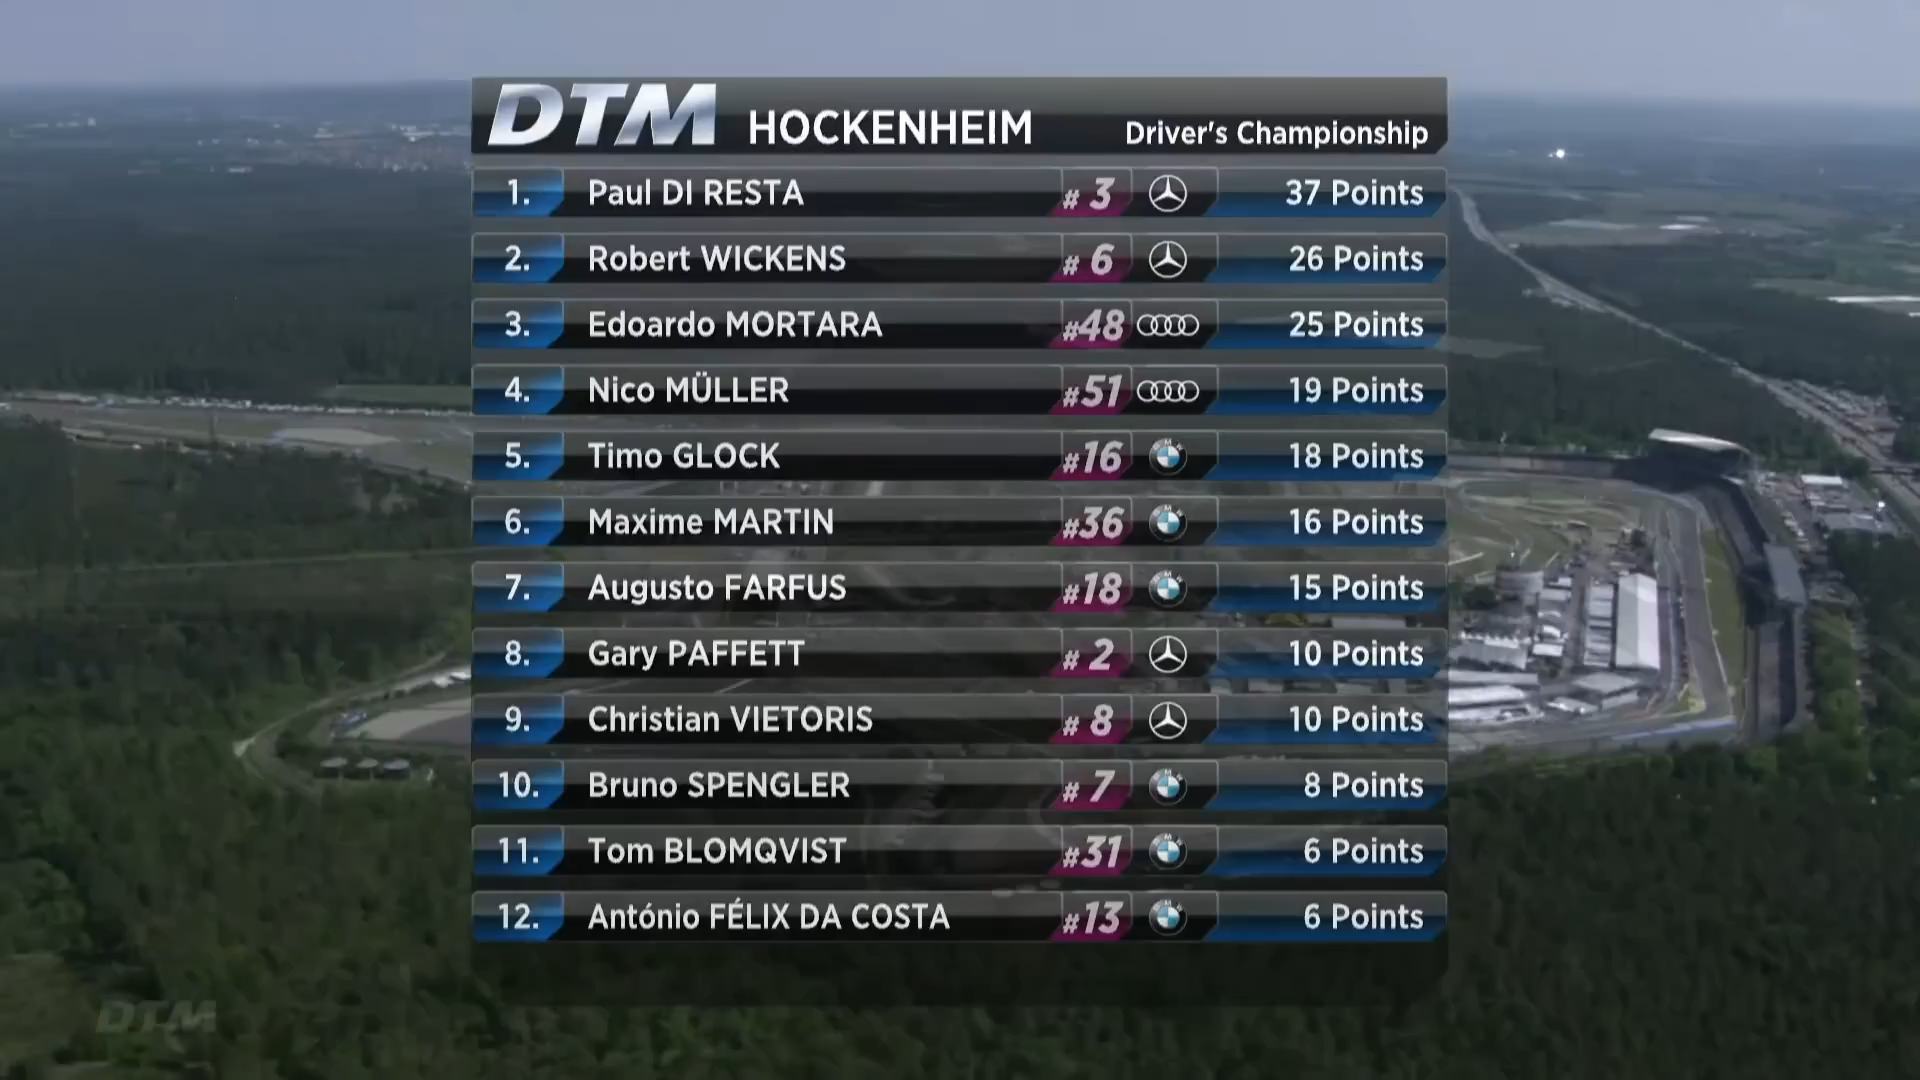 DTM HOCKENHEIM Driver's Championship
1. Paul DI RESTA #3 37 Points
2. Robert WICKENS #6 26 Points
3. Edoardo MORTARA #48 25 Points
4. Nico MÜLLER #51 19 Points
5. Timo GLOCK #16 18 Points
6. Maxime MARTIN #36 16 Points
7. Augusto FARFUS #18 15 Points
8. Gary PAFFETT #2 10 Points
9. Christian VIETORIS #8 10 Points
10. Bruno SPENGLER #7 8 Points
11. Tom BLOMQVIST #31 6 Points
12. António FÉLIX DA COSTA #13 6 Points
DTM